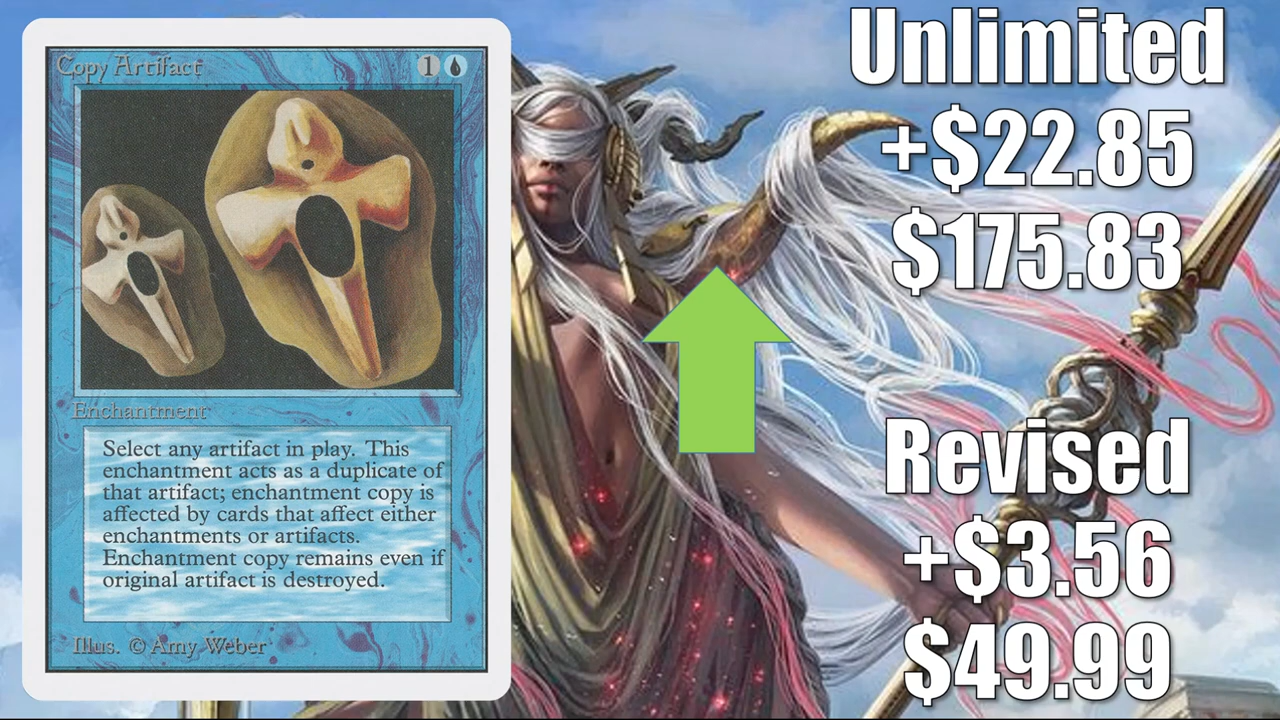 Copy Artifact 1
Enchantment
Select any artifact in play. This
enchantment acts as a duplicate of
that artifact; enchantment copy is
affected by cards that affect either
enchantments or artifacts.
Enchantment copy remains even if
original artifact is destroyed.
Illus. © Amy Weber
Unlimited
+$22.85
$175.83
Revised
+$3.56
$49.99